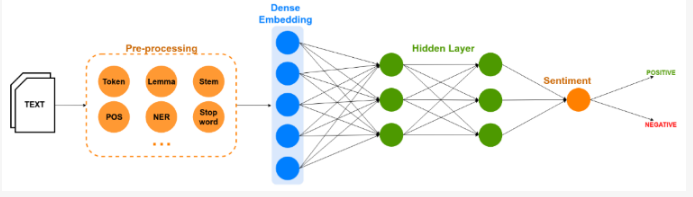 Dense
Embedding
Pre-processing
Hidden Layer
Token
Lemma
Stem
Sentiment
POSITIVE
TEXT
POS
NER
Stop
word
NEGATIVE